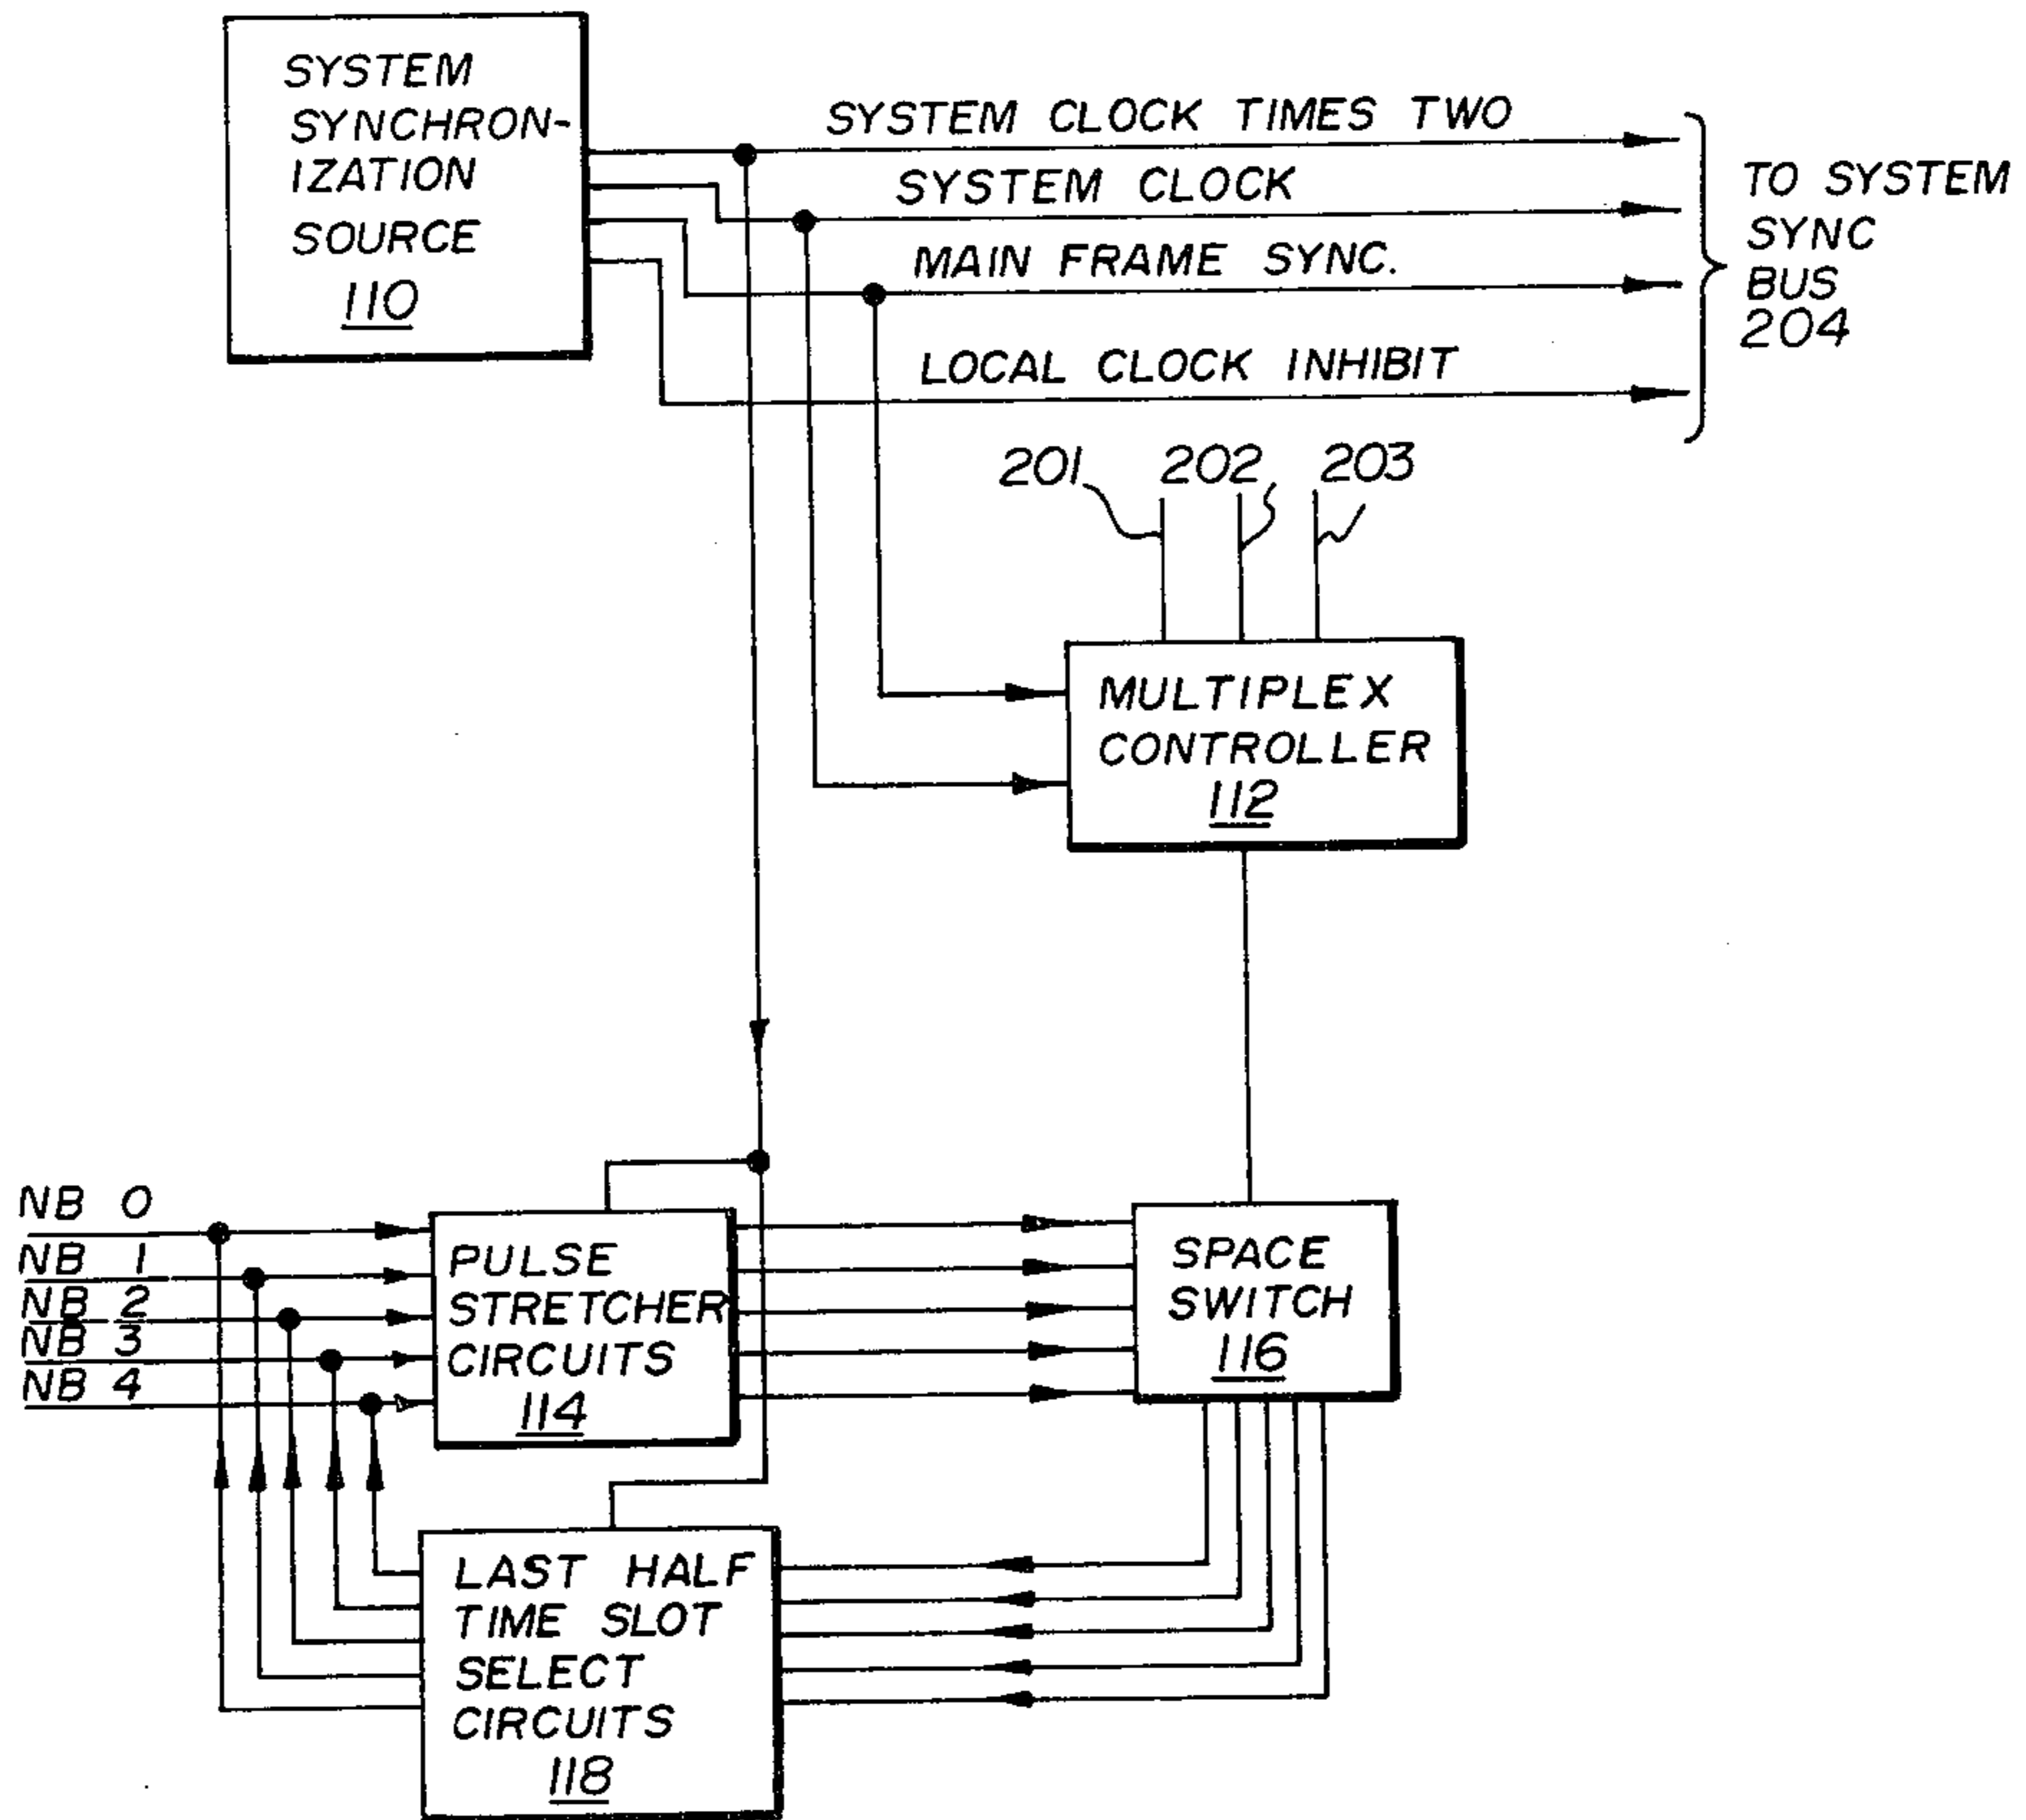 SYSTEM
SYNCHRON-
IZATION
SOURCE
110
SYSTEM CLOCK TIMES TWO
SYSTEM CLOCK
MAIN FRAME SYNC.
LOCAL CLOCK INHIBIT
TO SYSTEM
SYNC
BUS
204
201 202 203
MULTIPLEX
CONTROLLER
112
NB 0
NB 1
NB 2
NB 3
NB 4
PULSE
STRETCHER
CIRCUITS
114
SPACE
SWITCH
116
LAST HALF
TIME SLOT
SELECT
CIRCUITS
118